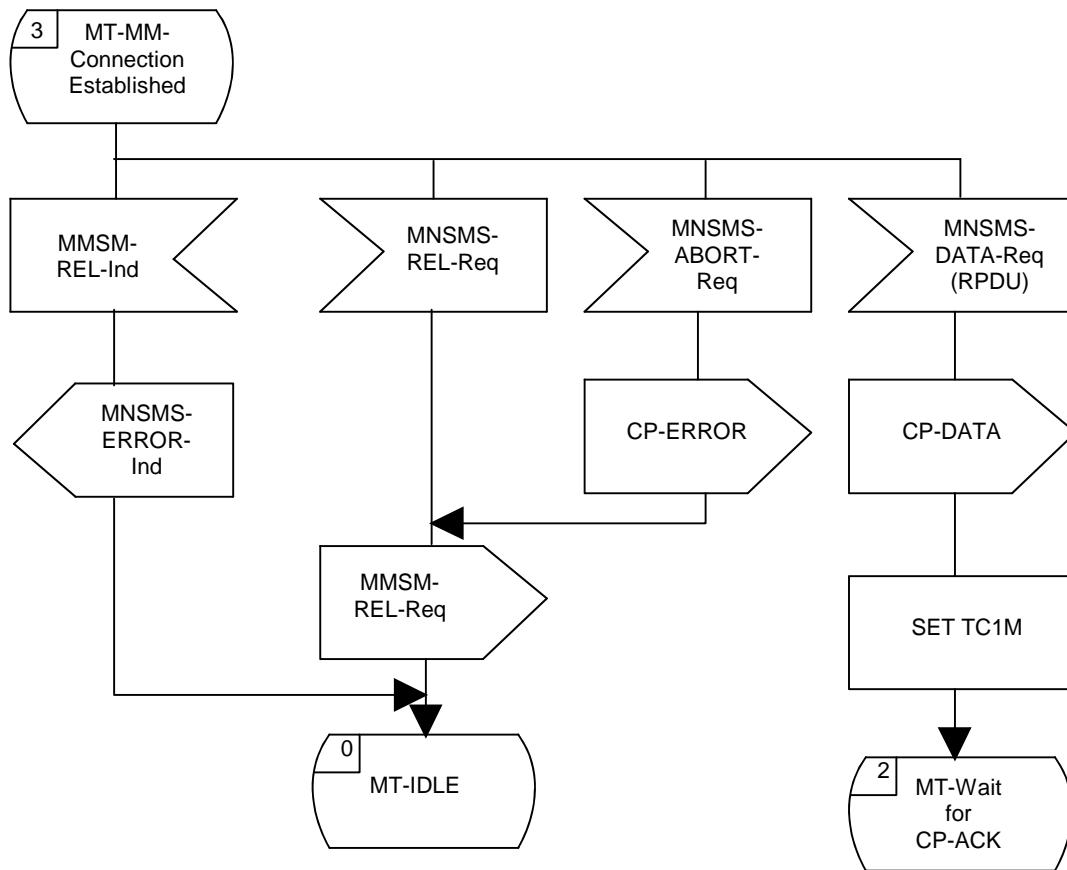 3
MT-MM-
Connection
Established
MMSM-
REL-Ind
MNSMS-
REL-Req
MNSMS-
ABORT-
Req
MNSMS-
DATA-Req
(RPDU)
MNSMS-
ERROR-
Ind
CP-ERROR
CP-DATA
MMSM-
REL-Req
SET TC1M
0
MT-IDLE
2
MT-Wait
for
CP-ACK